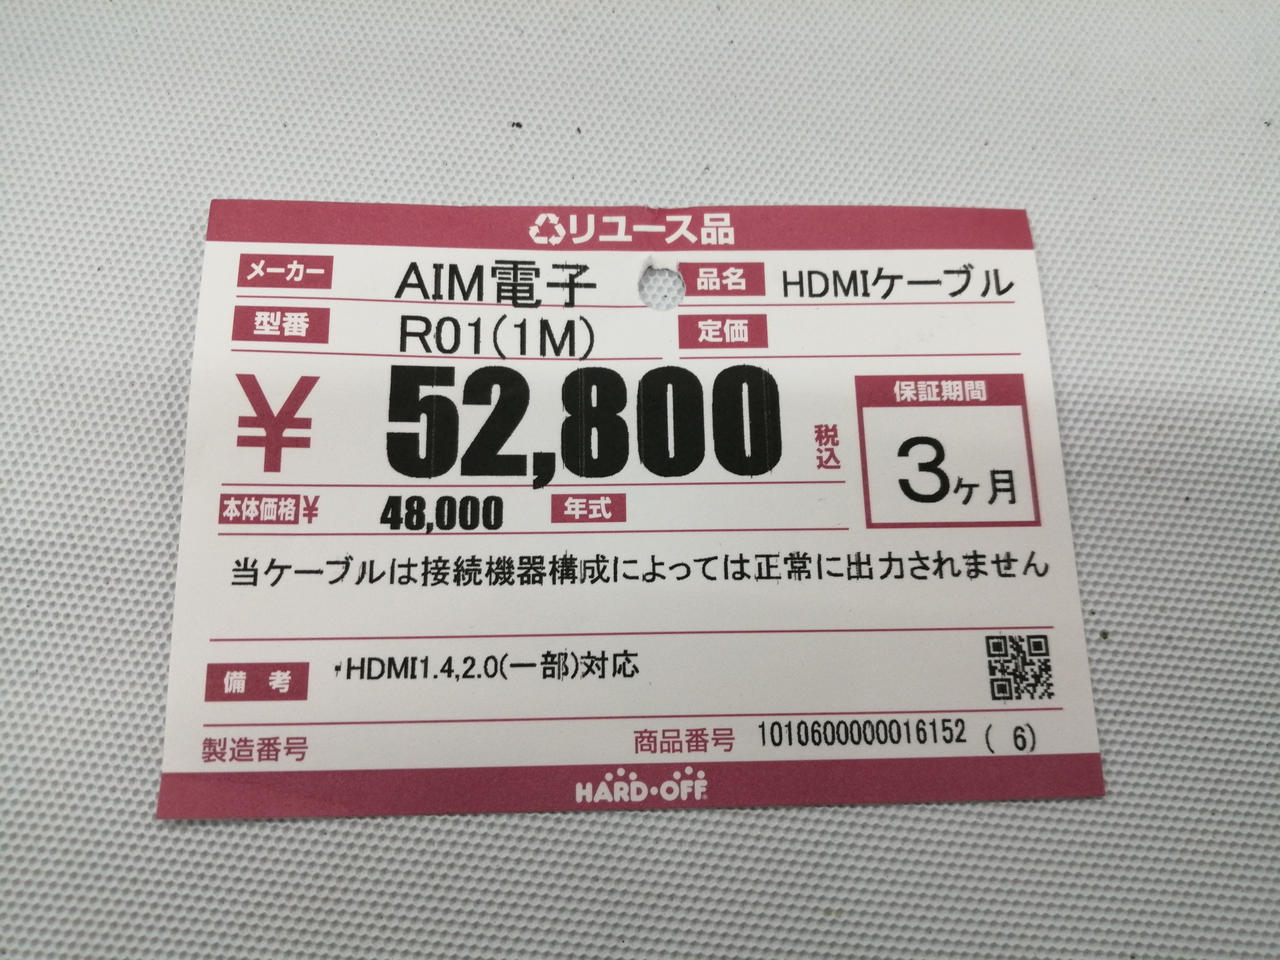 リユース品
メーカー AIM電子 品名 HDMIケーブル
型番 R01(1M) 定価
¥ 52,800 税込
保証期間
3ヶ月
本体価格¥ 48,000 年式
当ケーブルは接続機器構成によっては正常に出力されません
備考 ・HDMI1.4,2.0(一部)対応
製造番号 商品番号 1010600000016152 ( 6)
HARD・OFF